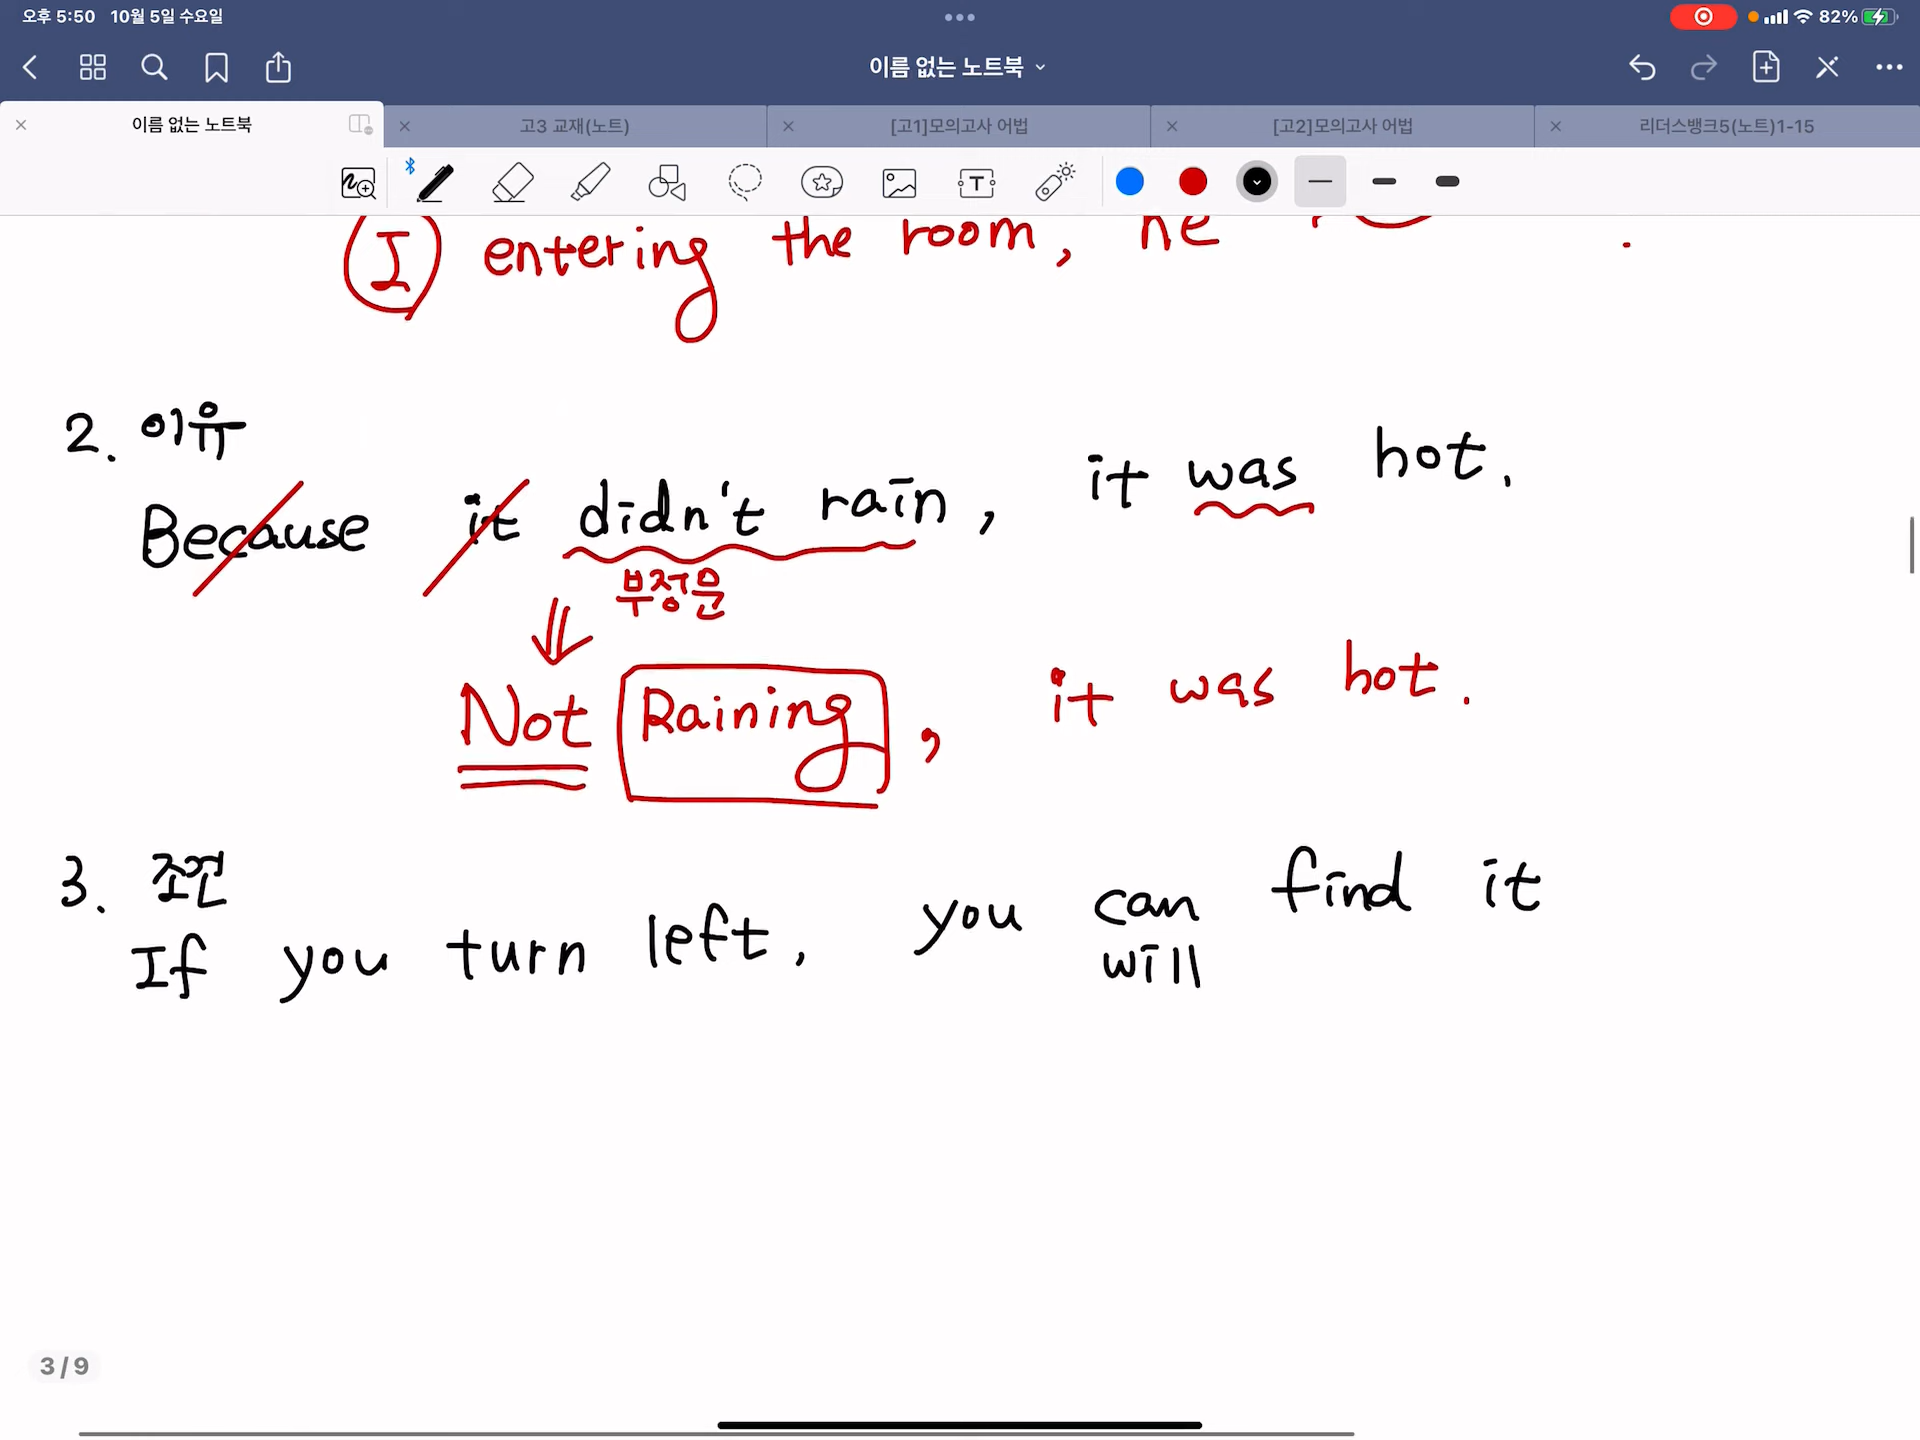 오후 5:50 10월 5일 수요일 82%
이름 없는 노트북
이름 없는 노트북 고3 교재(노트) [고1]모의고사 어법 [고2]모의고사 어법 리더스뱅크5(노트)1-15
I entering the room, he
2. 이유
Because it didn't rain, it was hot.
부정문
Not Raining, it was hot.
3. 조건
If you turn left, you can find it
will
3 / 9